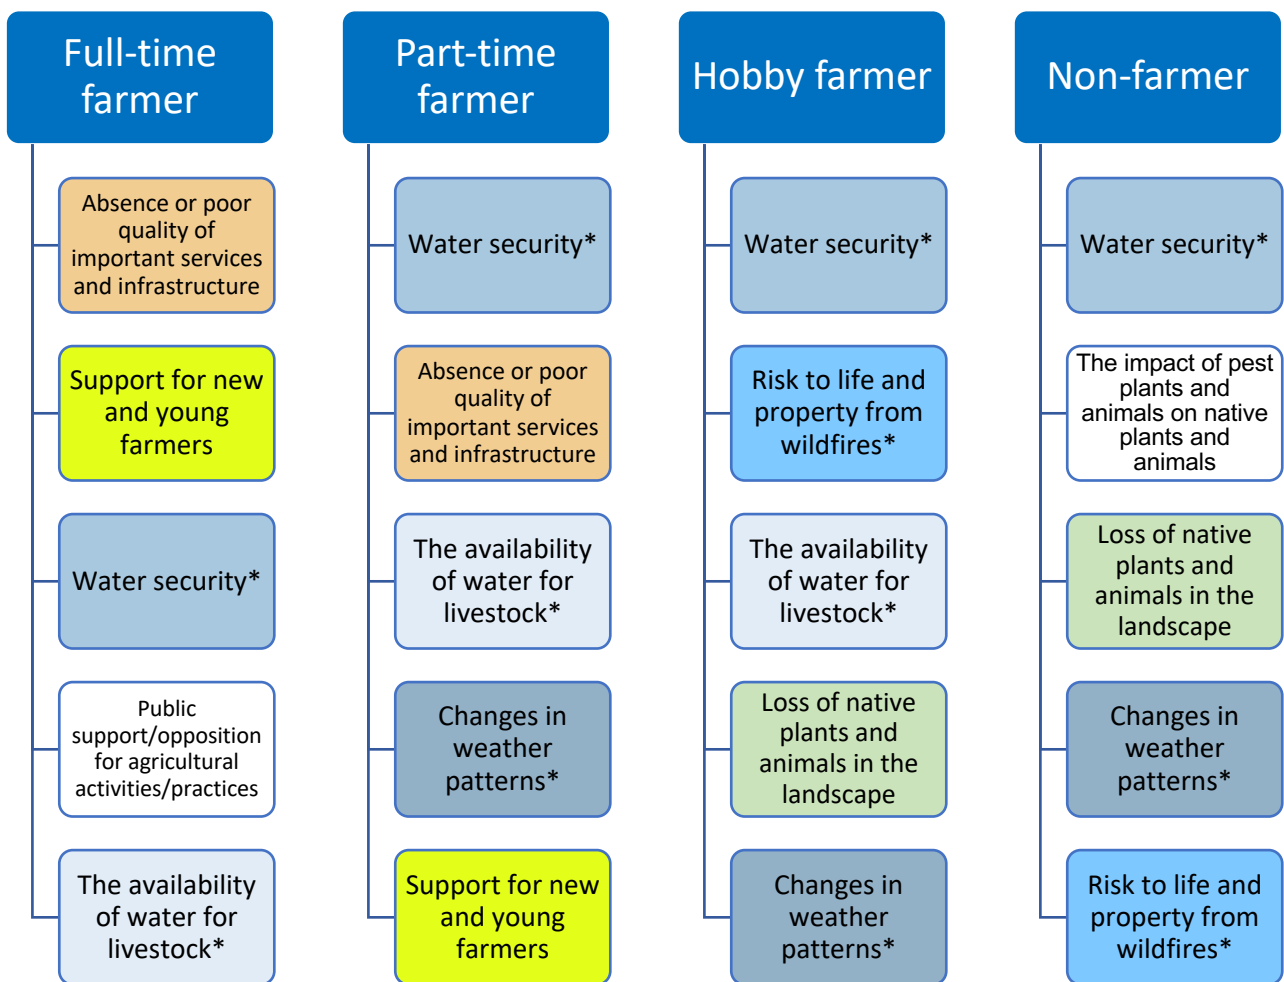 Full-time
farmer
Absence or poor
quality of
important services
and infrastructure
Support for new
and young
farmers
Water security*
Public
support/opposition
for agricultural
activities/practices
The availability
of water for
livestock*
Part-time
farmer
Water security*
Absence or poor
quality of
important services
and infrastructure
The availability
of water for
livestock*
Changes in
weather
patterns*
Support for new
and young
farmers
Hobby farmer
Water security*
Risk to life and
property from
wildfires*
The availability
of water for
livestock*
Loss of native
plants and
animals in the
landscape
Changes in
weather
patterns*
Non-farmer
Water security*
The impact of pest
plants and
animals on native
plants and
animals
Loss of native
plants and
animals in the
landscape
Changes in
weather
patterns*
Risk to life and
property from
wildfires*